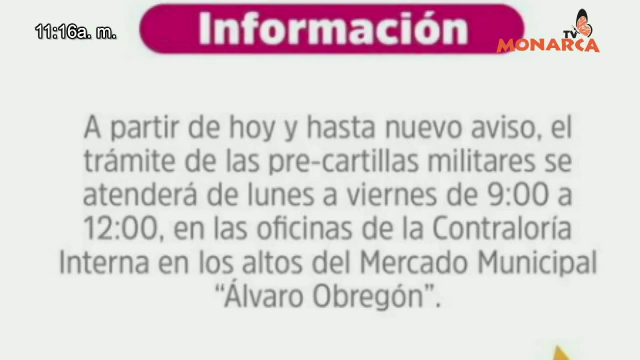 11:16a. m.
Información
TV
MONARCA
A partir de hoy y hasta nuevo aviso, el
trámite de las pre-cartillas militares se
atenderá de lunes a viernes de 9:00 a
12:00, en las oficinas de la Contraloría
Interna en los altos del Mercado Municipal
“Álvaro Obregón”.